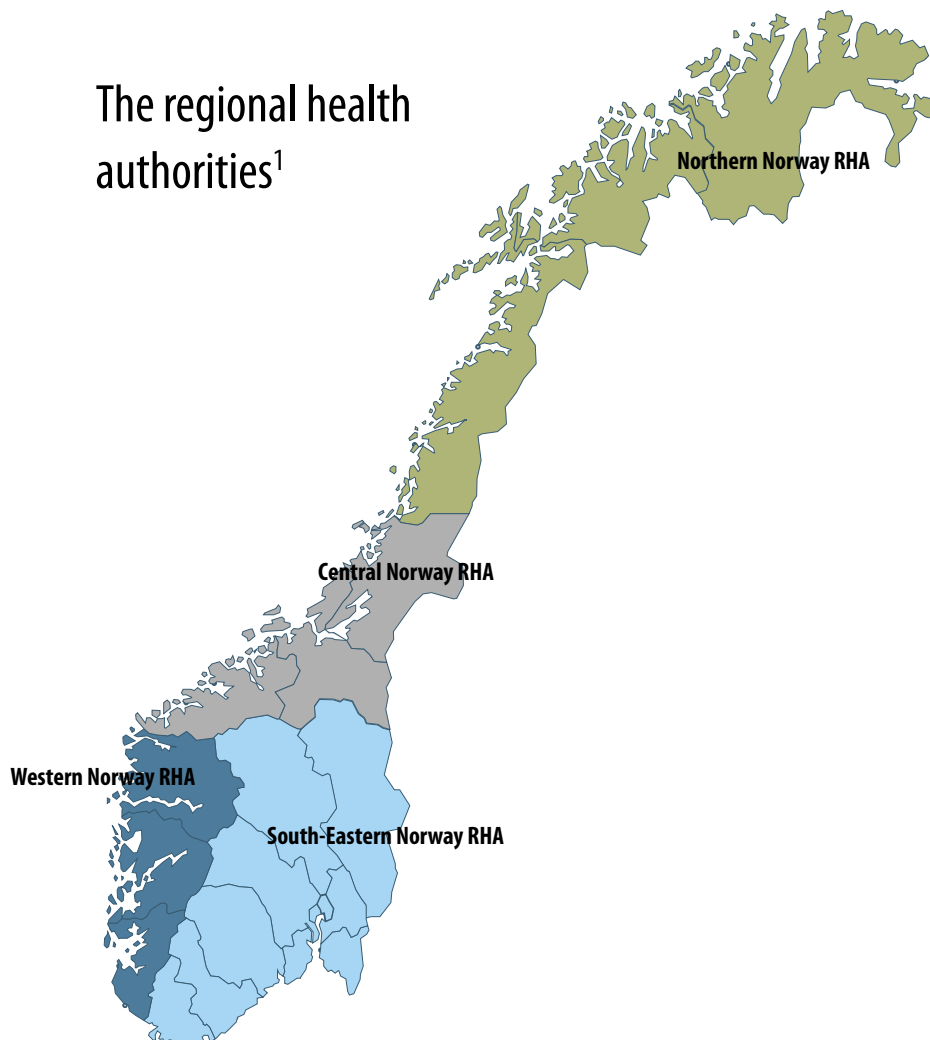 The regional health
authorities¹
Northern Norway RHA
Central Norway RHA
Western Norway RHA
South-Eastern Norway RHA